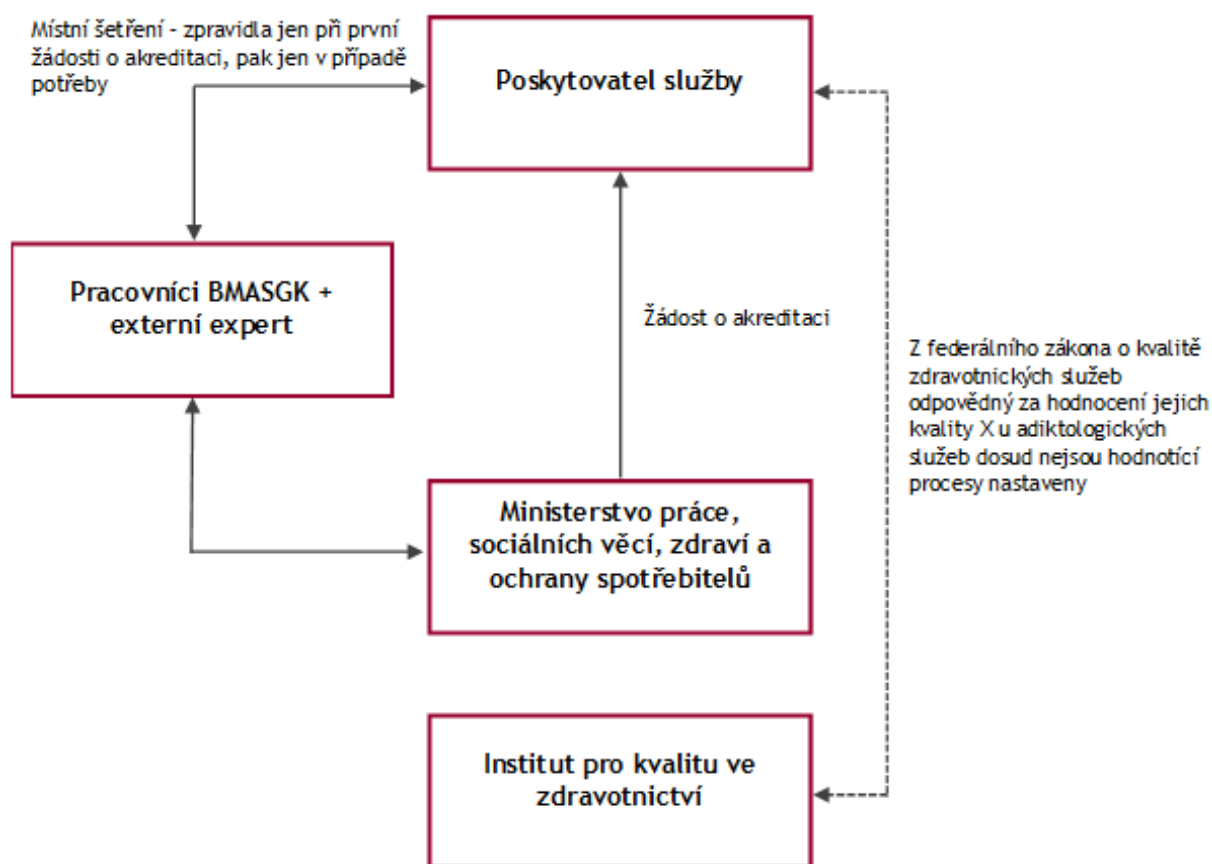 Místní šetření – zpravidla jen při první
žádosti o akreditaci, pak jen v případě
potřeby
Poskytovatel služby
Pracovníci BMASGK +
externí expert
Žádost o akreditaci
Z federálního zákona o kvalitě
zdravotnických služeb
odpovědný za hodnocení jejich
kvality X u adiktologických
služeb dosud nejsou hodnotící
procesy nastaveny
Ministerstvo práce,
sociálních věcí, zdraví a
ochrany spotřebitelů
Institut pro kvalitu ve
zdravotnictví